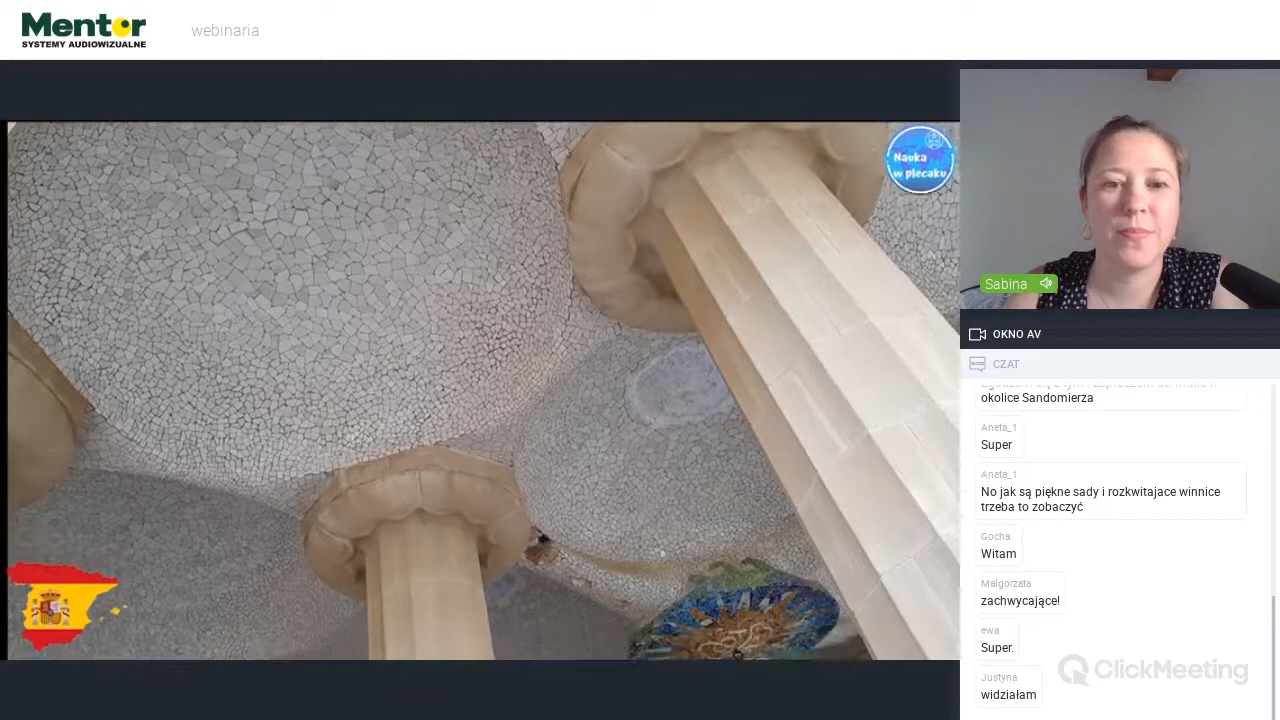 Mentor
SYSTEMY AUDIOWIZUALNE
webinaria
Nauka
w plecaku
Sabina
OKNO AV
CZAT
okolice Sandomierza
Aneta_1
Super
Aneta_1
No jak są piękne sady i rozkwitajace winnice
trzeba to zobaczyć
Gocha
Witam
Małgorzata
zachwycające!
ewa
Super.
Justyna
widziałam
ClickMeeting